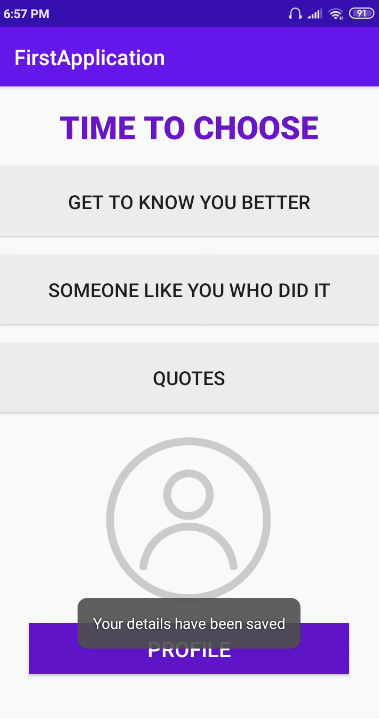 6:57 PM 91
FirstApplication
TIME TO CHOOSE
GET TO KNOW YOU BETTER
SOMEONE LIKE YOU WHO DID IT
QUOTES
Your details have been saved
PROFILE